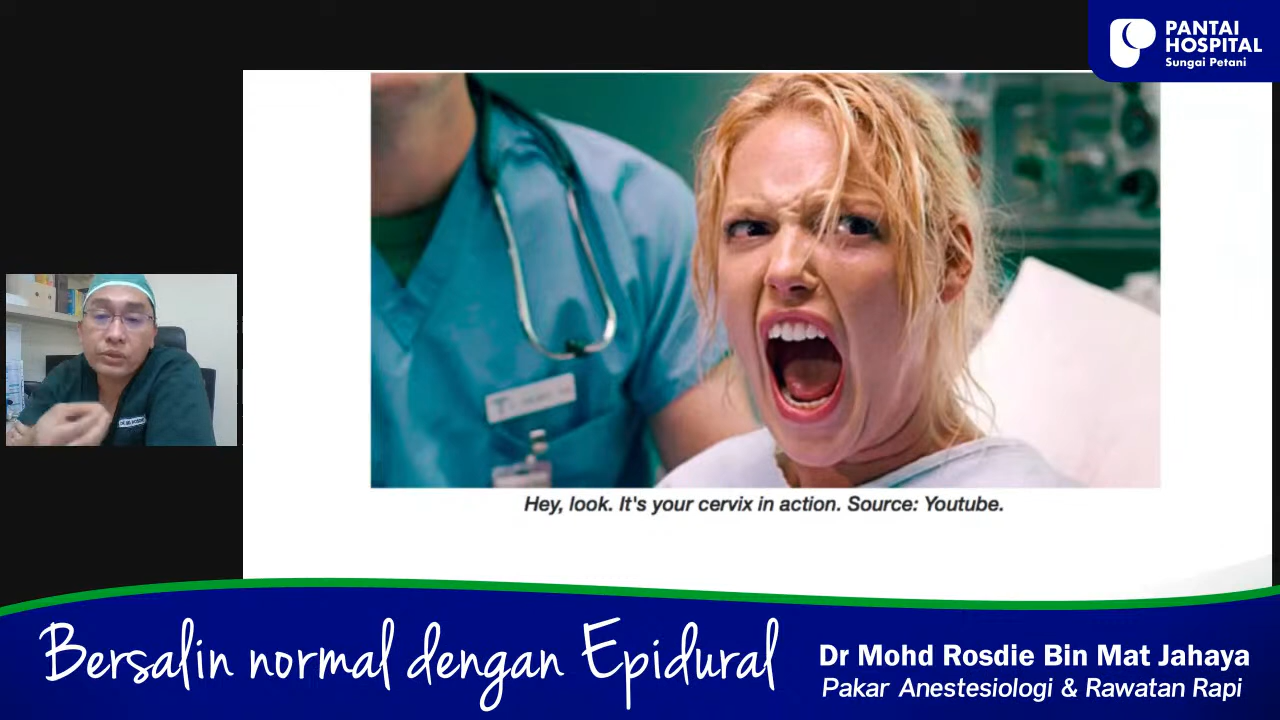 PANTAI
HOSPITAL
Sungai Petani
Hey, look. It's your cervix in action. Source: Youtube.
Bersalin normal dengan Epidural
Dr Mohd Rosdie Bin Mat Jahaya
Pakar Anestesiologi & Rawatan Rapi